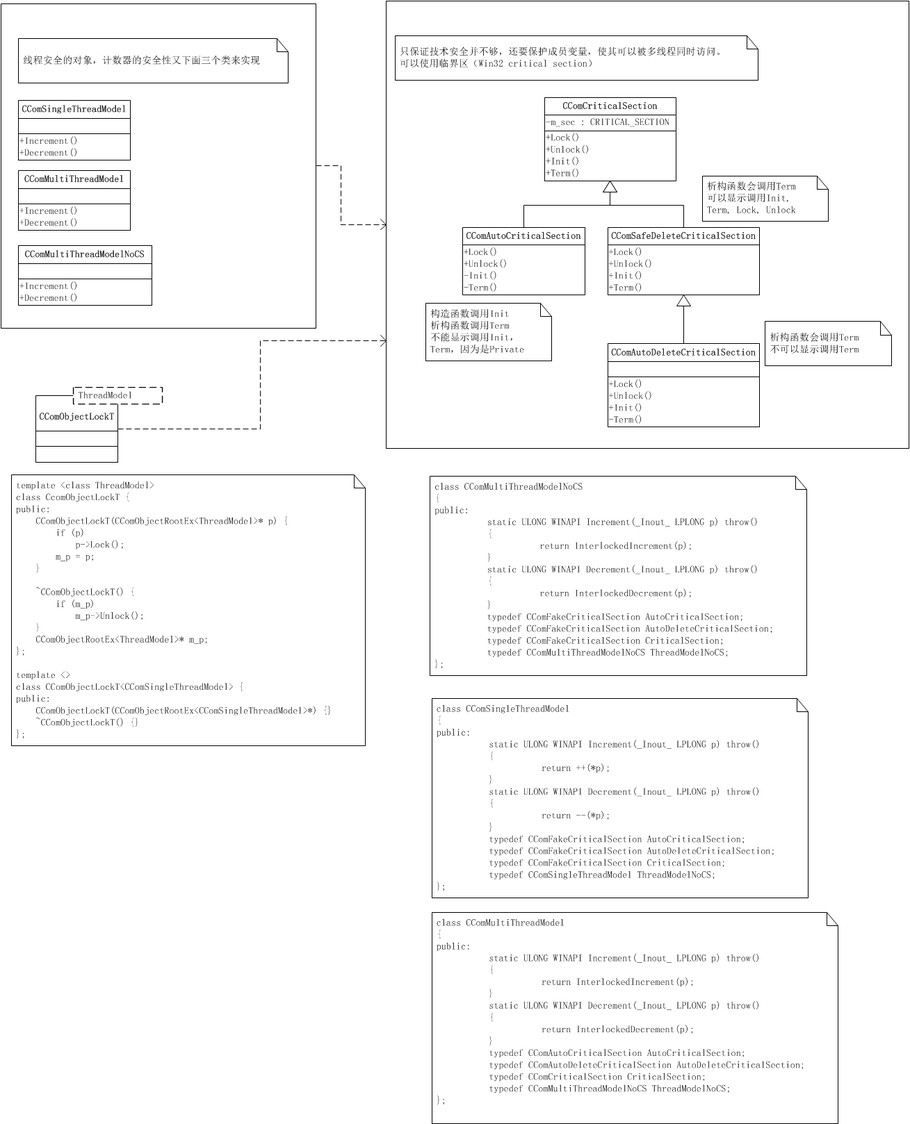 线程安全的对象，计数器的安全性又下面三个类来实现
CComSingleThreadModel
+Increment()
+Decrement()
CComMultiThreadModel
+Increment()
+Decrement()
CComMultiThreadModelNoCS
+Increment()
+Decrement()
只保证技术安全并不够，还要保护成员变量，使其可以被多线程同时访问。
可以使用临界区（Win32 critical section）
CComCriticalSection
-m_sec : CRITICAL_SECTION
+Lock()
+Unlock()
+Init()
+Term()
析构函数会调用Term
可以显示调用Init,
Term, Lock, Unlock
CComAutoCriticalSection
+Lock()
+Unlock()
-Init()
-Term()
CComSafeDeleteCriticalSection
+Lock()
+Unlock()
+Init()
+Term()
构造函数调用Init
析构函数调用Term
不能显示调用Init，
Term，因为是Private
析构函数会调用Term
不可以显示调用Term
CComAutoDeleteCriticalSection
+Lock()
+Unlock()
+Init()
-Term()
ThreadModel
CComObjectLockT
template <class ThreadModel>
class CcomObjectLockT {
public:
CComObjectLockT(CComObjectRootEx<ThreadModel>* p) {
if (p)
p->Lock();
m_p = p;
}
~CComObjectLockT() {
if (m_p)
m_p->Unlock();
}
CComObjectRootEx<ThreadModel>* m_p;
};
template <>
class CComObjectLockT<CComSingleThreadModel> {
public:
CComObjectLockT(CComObjectRootEx<CComSingleThreadModel>*) {}
~CComObjectLockT() {}
};
class CComMultiThreadModelNoCS
{
public:
static ULONG WINAPI Increment(_Inout_ LPLONG p) throw()
{
return InterlockedIncrement(p);
}
static ULONG WINAPI Decrement(_Inout_ LPLONG p) throw()
{
return InterlockedDecrement(p);
}
typedef CComFakeCriticalSection AutoCriticalSection;
typedef CComFakeCriticalSection AutoDeleteCriticalSection;
typedef CComFakeCriticalSection CriticalSection;
typedef CComMultiThreadModelNoCS ThreadModelNoCS;
};
class CComSingleThreadModel
{
public:
static ULONG WINAPI Increment(_Inout_ LPLONG p) throw()
{
return ++(*p);
}
static ULONG WINAPI Decrement(_Inout_ LPLONG p) throw()
{
return --(*p);
}
typedef CComFakeCriticalSection AutoCriticalSection;
typedef CComFakeCriticalSection AutoDeleteCriticalSection;
typedef CComFakeCriticalSection CriticalSection;
typedef CComSingleThreadModel ThreadModelNoCS;
};
class CComMultiThreadModel
{
public:
static ULONG WINAPI Increment(_Inout_ LPLONG p) throw()
{
return InterlockedIncrement(p);
}
static ULONG WINAPI Decrement(_Inout_ LPLONG p) throw()
{
return InterlockedDecrement(p);
}
typedef CComAutoCriticalSection AutoCriticalSection;
typedef CComAutoDeleteCriticalSection AutoDeleteCriticalSection;
typedef CComCriticalSection CriticalSection;
typedef CComMultiThreadModelNoCS ThreadModelNoCS;
};